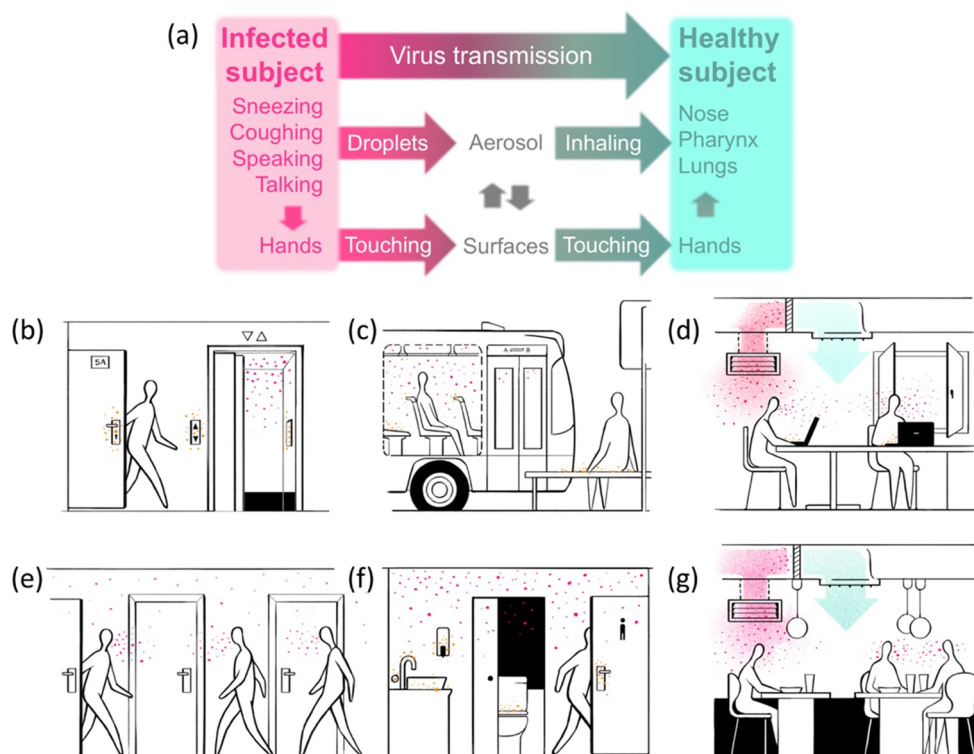 (a)
Infected
subject
Sneezing
Coughing
Speaking
Talking
Hands
Virus transmission
Droplets
Aerosol
Inhaling
Touching
Surfaces
Touching
Healthy
subject
Nose
Pharynx
Lungs
Hands
(b)
5A
(c)
(d)
(e)
(f)
(g)